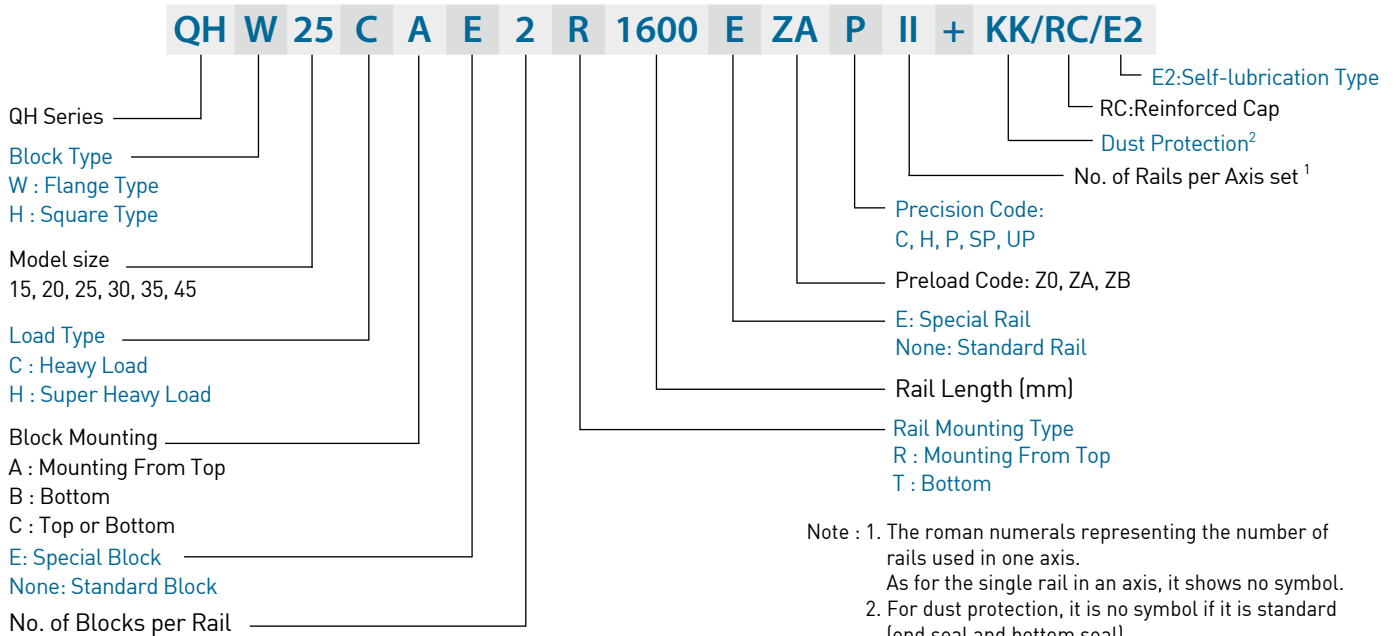 QH W 25 C A E 2 R 1600 E ZA P II + KK/RC/E2
QH Series
Block Type
W : Flange Type
H : Square Type
Model size
15, 20, 25, 30, 35, 45
Load Type
C : Heavy Load
H : Super Heavy Load
Block Mounting
A : Mounting From Top
B : Bottom
C : Top or Bottom
E: Special Block
None: Standard Block
No. of Blocks per Rail
E2:Self-lubrication Type
RC:Reinforced Cap
Dust Protection2
No. of Rails per Axis set 1
Precision Code:
C, H, P, SP, UP
Preload Code: Z0, ZA, ZB
E: Special Rail
None: Standard Rail
Rail Length (mm)
Rail Mounting Type
R : Mounting From Top
T : Bottom
Note : 1. The roman numerals representing the number of
rails used in one axis.
As for the single rail in an axis, it shows no symbol.
2. For dust protection, it is no symbol if it is standard
(end seal and bottom seal)